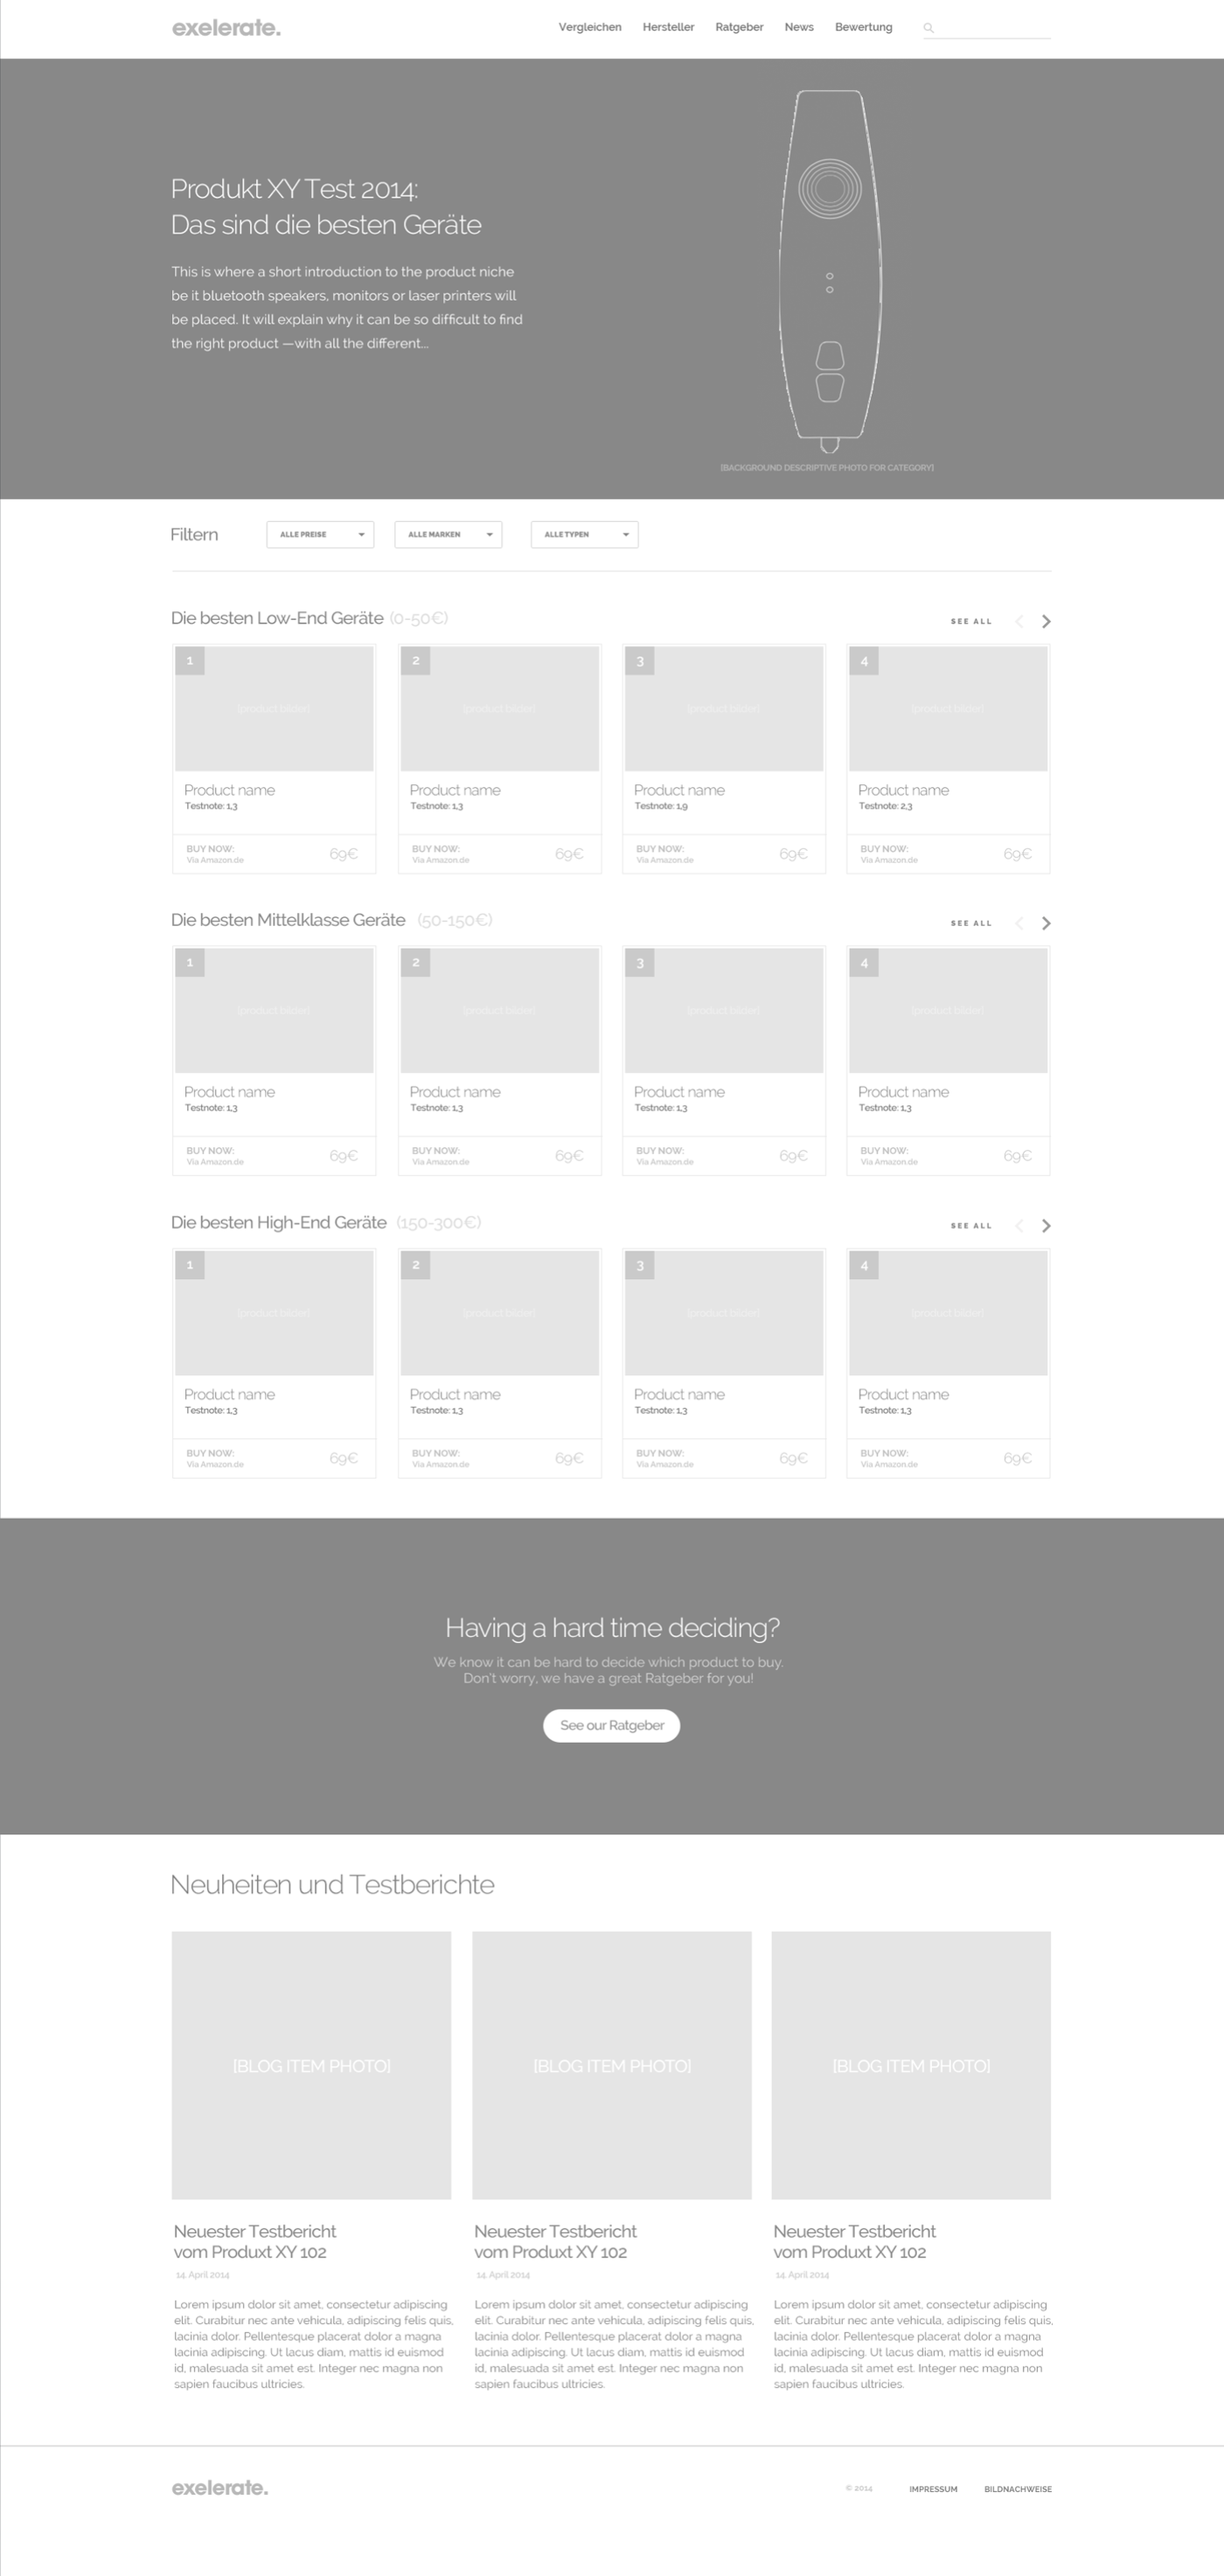 exelerate.
Vergleichen Hersteller Ratgeber News Bewertung
Produkt XY Test 2014:
Das sind die besten Geräte
This is where a short introduction to the product niche
be it bluetooth speakers, monitors or laser printers will
be placed. It will explain why it can be so difficult to find
the right product —with all the different...
[BACKGROUND DESCRIPTIVE PHOTO FOR CATEGORY]
Filtern ALLE PREISE ALLE MARKEN ALLE TYPEN
Die besten Low-End Geräte (0-50€) SEE ALL
1 2 3 4
[product bilder] [product bilder] [product bilder] [product bilder]
Product name Product name Product name Product name
Testnote: 1,3 Testnote: 1,3 Testnote: 1,9 Testnote: 2,3
BUY NOW: 69€ BUY NOW: 69€ BUY NOW: 69€ BUY NOW: 69€
Via Amazon.de Via Amazon.de Via Amazon.de Via Amazon.de
Die besten Mittelklasse Geräte (50-150€) SEE ALL
1 2 3 4
[product bilder] [product bilder] [product bilder] [product bilder]
Product name Product name Product name Product name
Testnote: 1,3 Testnote: 1,3 Testnote: 1,3 Testnote: 1,3
BUY NOW: 69€ BUY NOW: 69€ BUY NOW: 69€ BUY NOW: 69€
Via Amazon.de Via Amazon.de Via Amazon.de Via Amazon.de
Die besten High-End Geräte (150-300€) SEE ALL
1 2 3 4
[product bilder] [product bilder] [product bilder] [product bilder]
Product name Product name Product name Product name
Testnote: 1,3 Testnote: 1,3 Testnote: 1,3 Testnote: 1,3
BUY NOW: 69€ BUY NOW: 69€ BUY NOW: 69€ BUY NOW: 69€
Via Amazon.de Via Amazon.de Via Amazon.de Via Amazon.de
Having a hard time deciding?
We know it can be hard to decide which product to buy.
Don't worry, we have a great Ratgeber for you!
See our Ratgeber
Neuheiten und Testberichte
[BLOG ITEM PHOTO] [BLOG ITEM PHOTO] [BLOG ITEM PHOTO]
Neuester Testbericht
vom Produxt XY 102
14. April 2014
Lorem ipsum dolor sit amet, consectetur adipiscing
elit. Curabitur nec ante vehicula, adipiscing felis quis,
lacinia dolor. Pellentesque placerat dolor a magna
lacinia adipiscing. Ut lacus diam, mattis id euismod
id, malesuada sit amet est. Integer nec magna non
sapien faucibus ultricies.
Neuester Testbericht
vom Produxt XY 102
14. April 2014
Lorem ipsum dolor sit amet, consectetur adipiscing
elit. Curabitur nec ante vehicula, adipiscing felis quis,
lacinia dolor. Pellentesque placerat dolor a magna
lacinia adipiscing. Ut lacus diam, mattis id euismod
id, malesuada sit amet est. Integer nec magna non
sapien faucibus ultricies.
Neuester Testbericht
vom Produxt XY 102
14. April 2014
Lorem ipsum dolor sit amet, consectetur adipiscing
elit. Curabitur nec ante vehicula, adipiscing felis quis,
lacinia dolor. Pellentesque placerat dolor a magna
lacinia adipiscing. Ut lacus diam, mattis id euismod
id, malesuada sit amet est. Integer nec magna non
sapien faucibus ultricies.
exelerate.
© 2014 IMPRESSUM BILDNACHWEISE